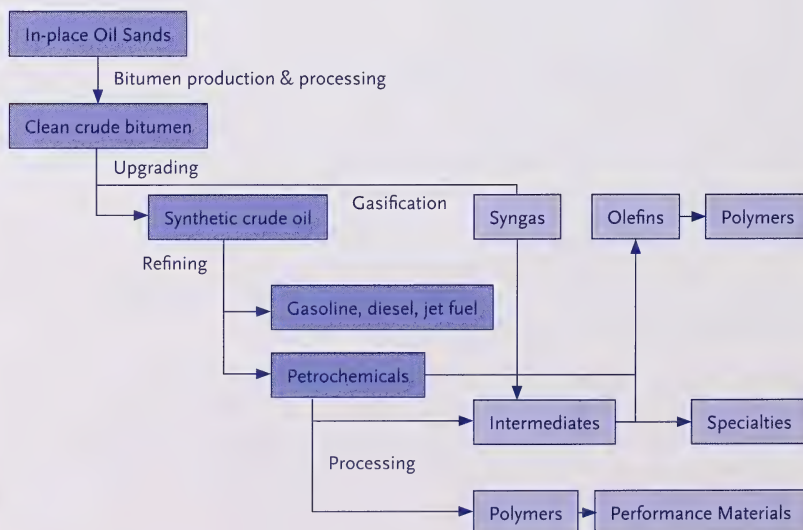 In-place Oil Sands
Bitumen production & processing
Clean crude bitumen
Upgrading
Gasification
Synthetic crude oil
Syngas
Olefins
Polymers
Refining
Gasoline, diesel, jet fuel
Petrochemicals
Intermediates
Specialties
Processing
Polymers
Performance Materials